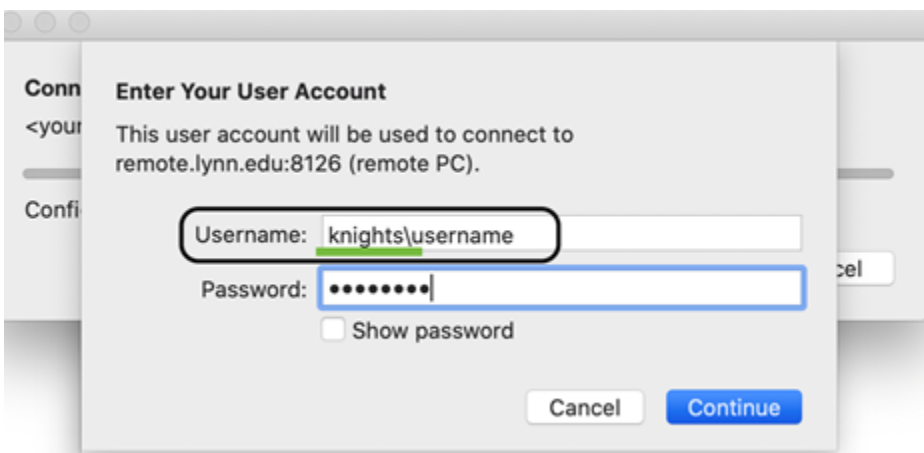 Conn
<your
Confi
Enter Your User Account
This user account will be used to connect to
remote.lynn.edu:8126 (remote PC).
Username: knights\username
Password: ••••••••
Show password
cel
Cancel Continue